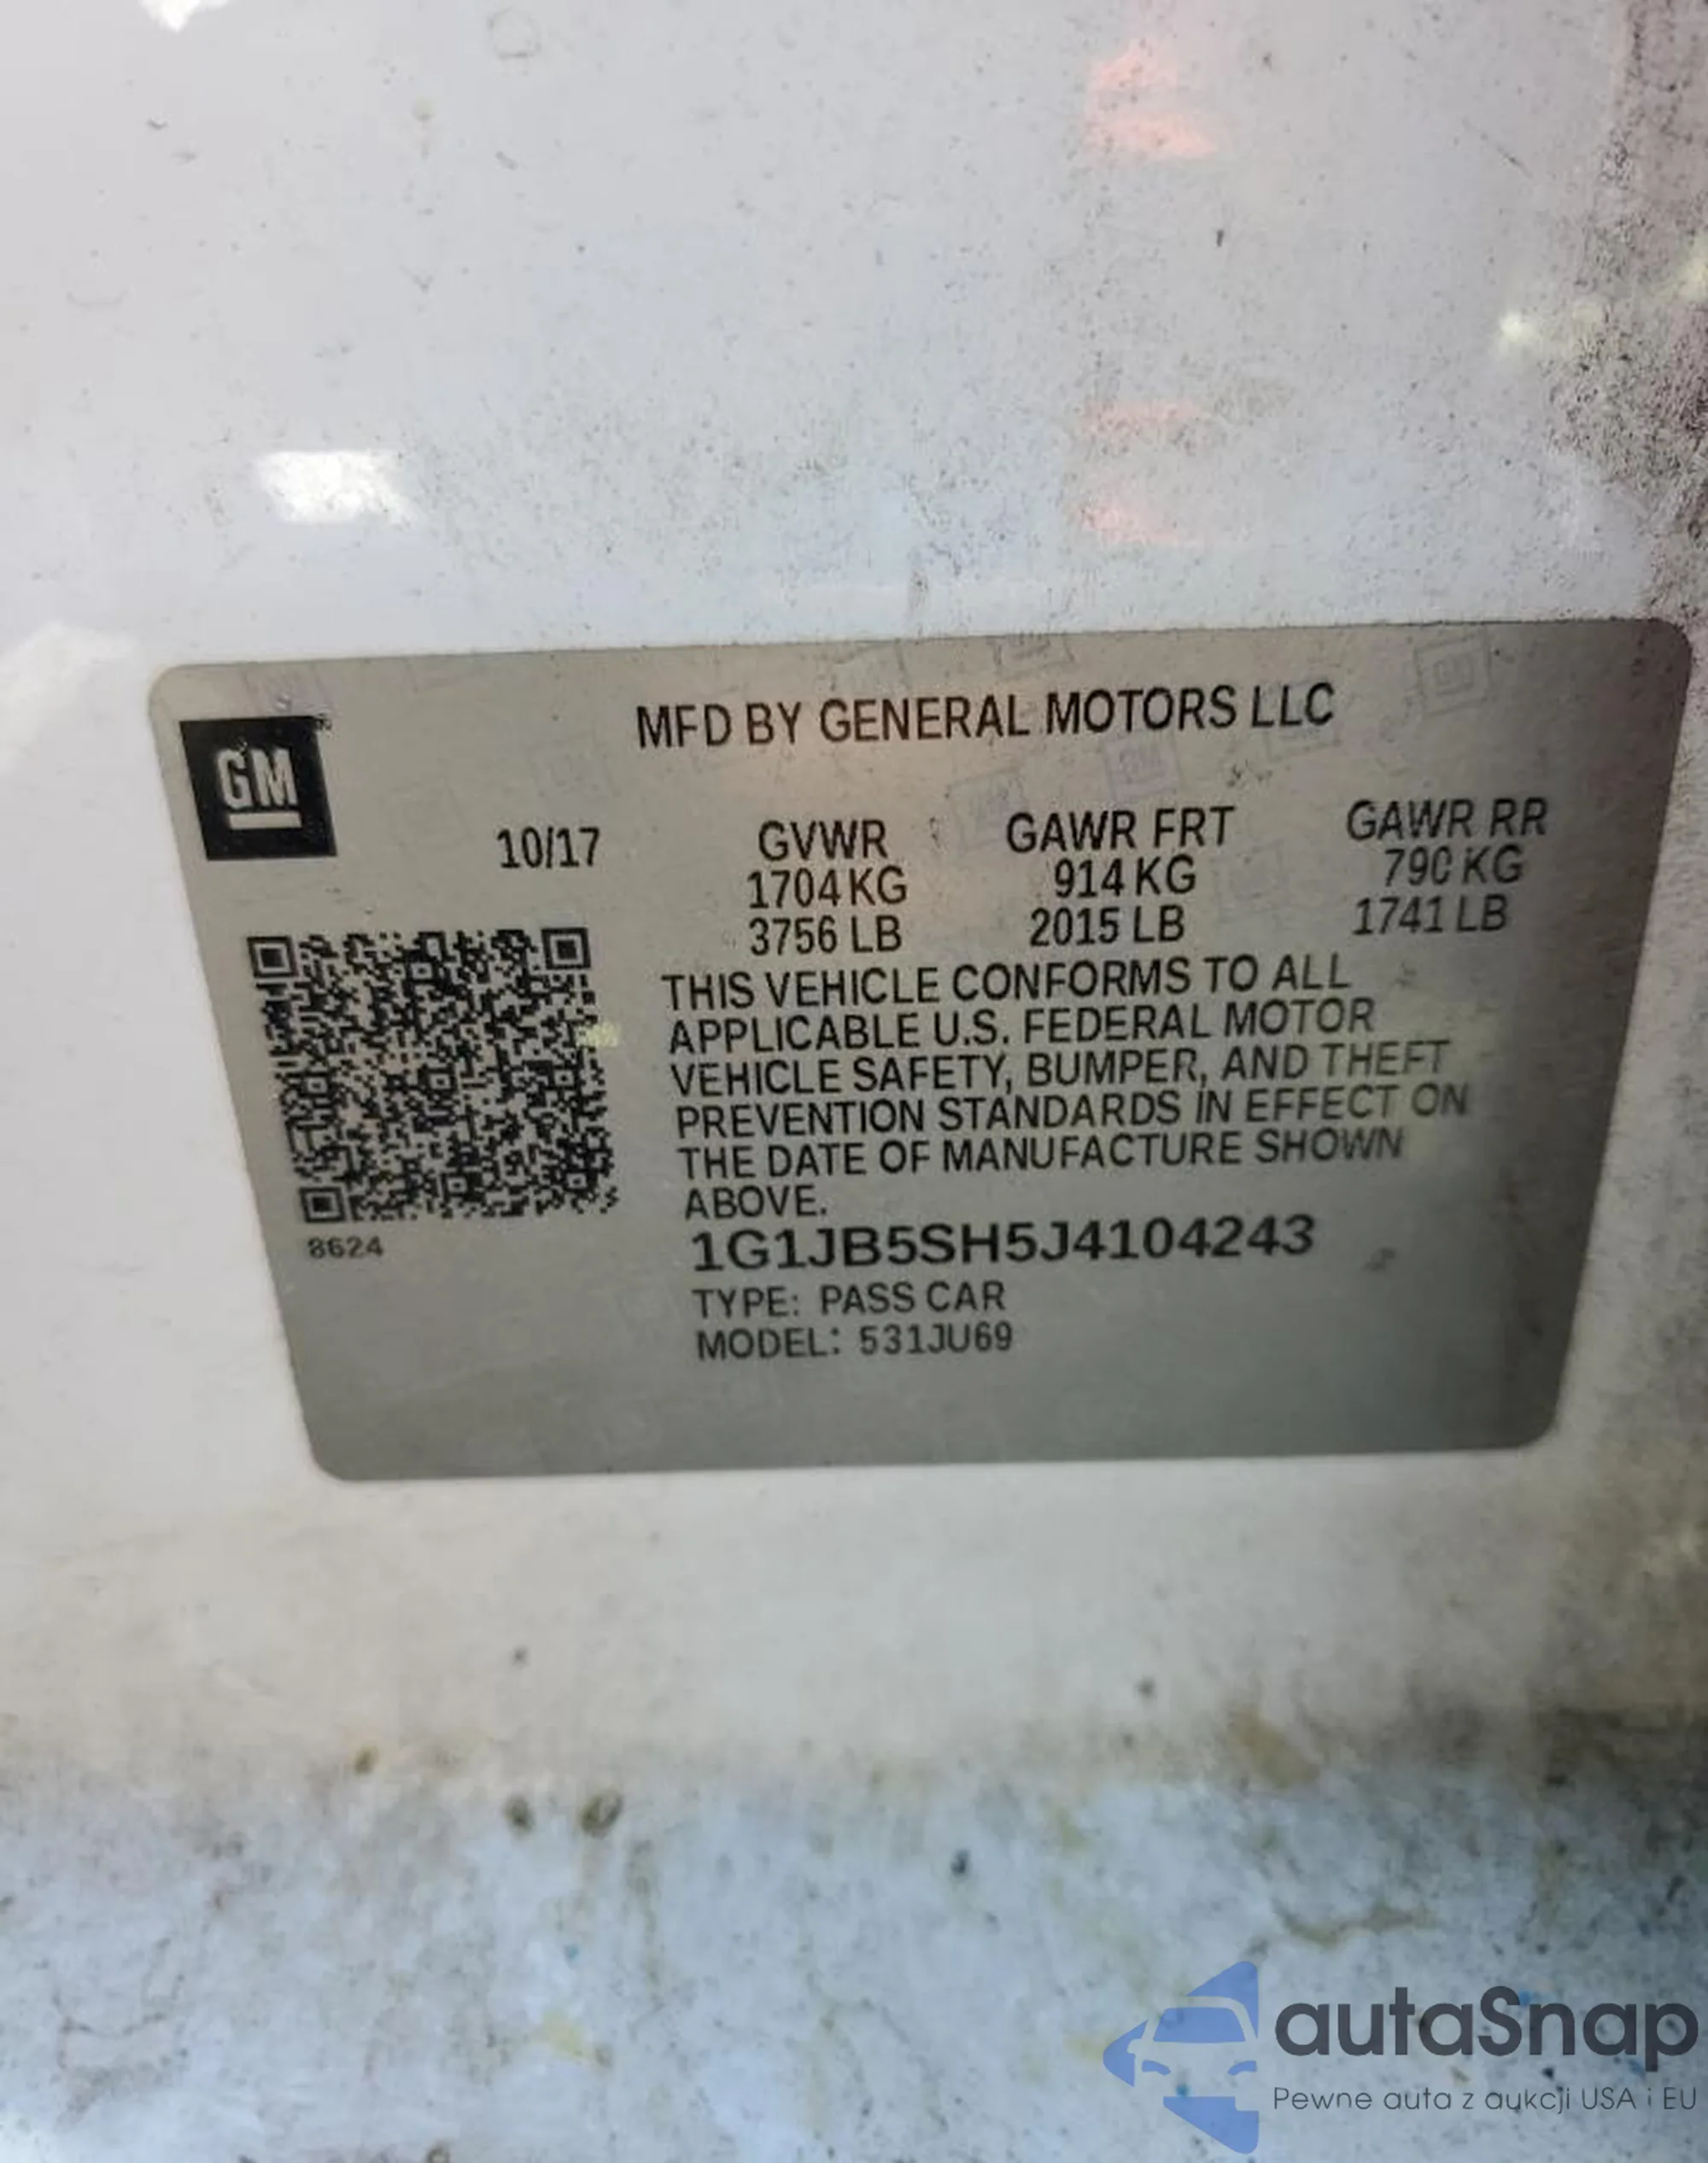 MFD BY GENERAL MOTORS LLC
GM
10/17
GVWR GAWR FRT GAWR RR
1704 KG 914 KG 790 KG
3756 LB 2015 LB 1741 LB
THIS VEHICLE CONFORMS TO ALL
APPLICABLE U.S. FEDERAL MOTOR
VEHICLE SAFETY, BUMPER, AND THEFT
PREVENTION STANDARDS IN EFFECT ON
THE DATE OF MANUFACTURE SHOWN
ABOVE.
8624
1G1JB5SH5J4104243
TYPE: PASS CAR
MODEL: 531JU69
autaSnap
Pewne auta z aukcji USA i EU